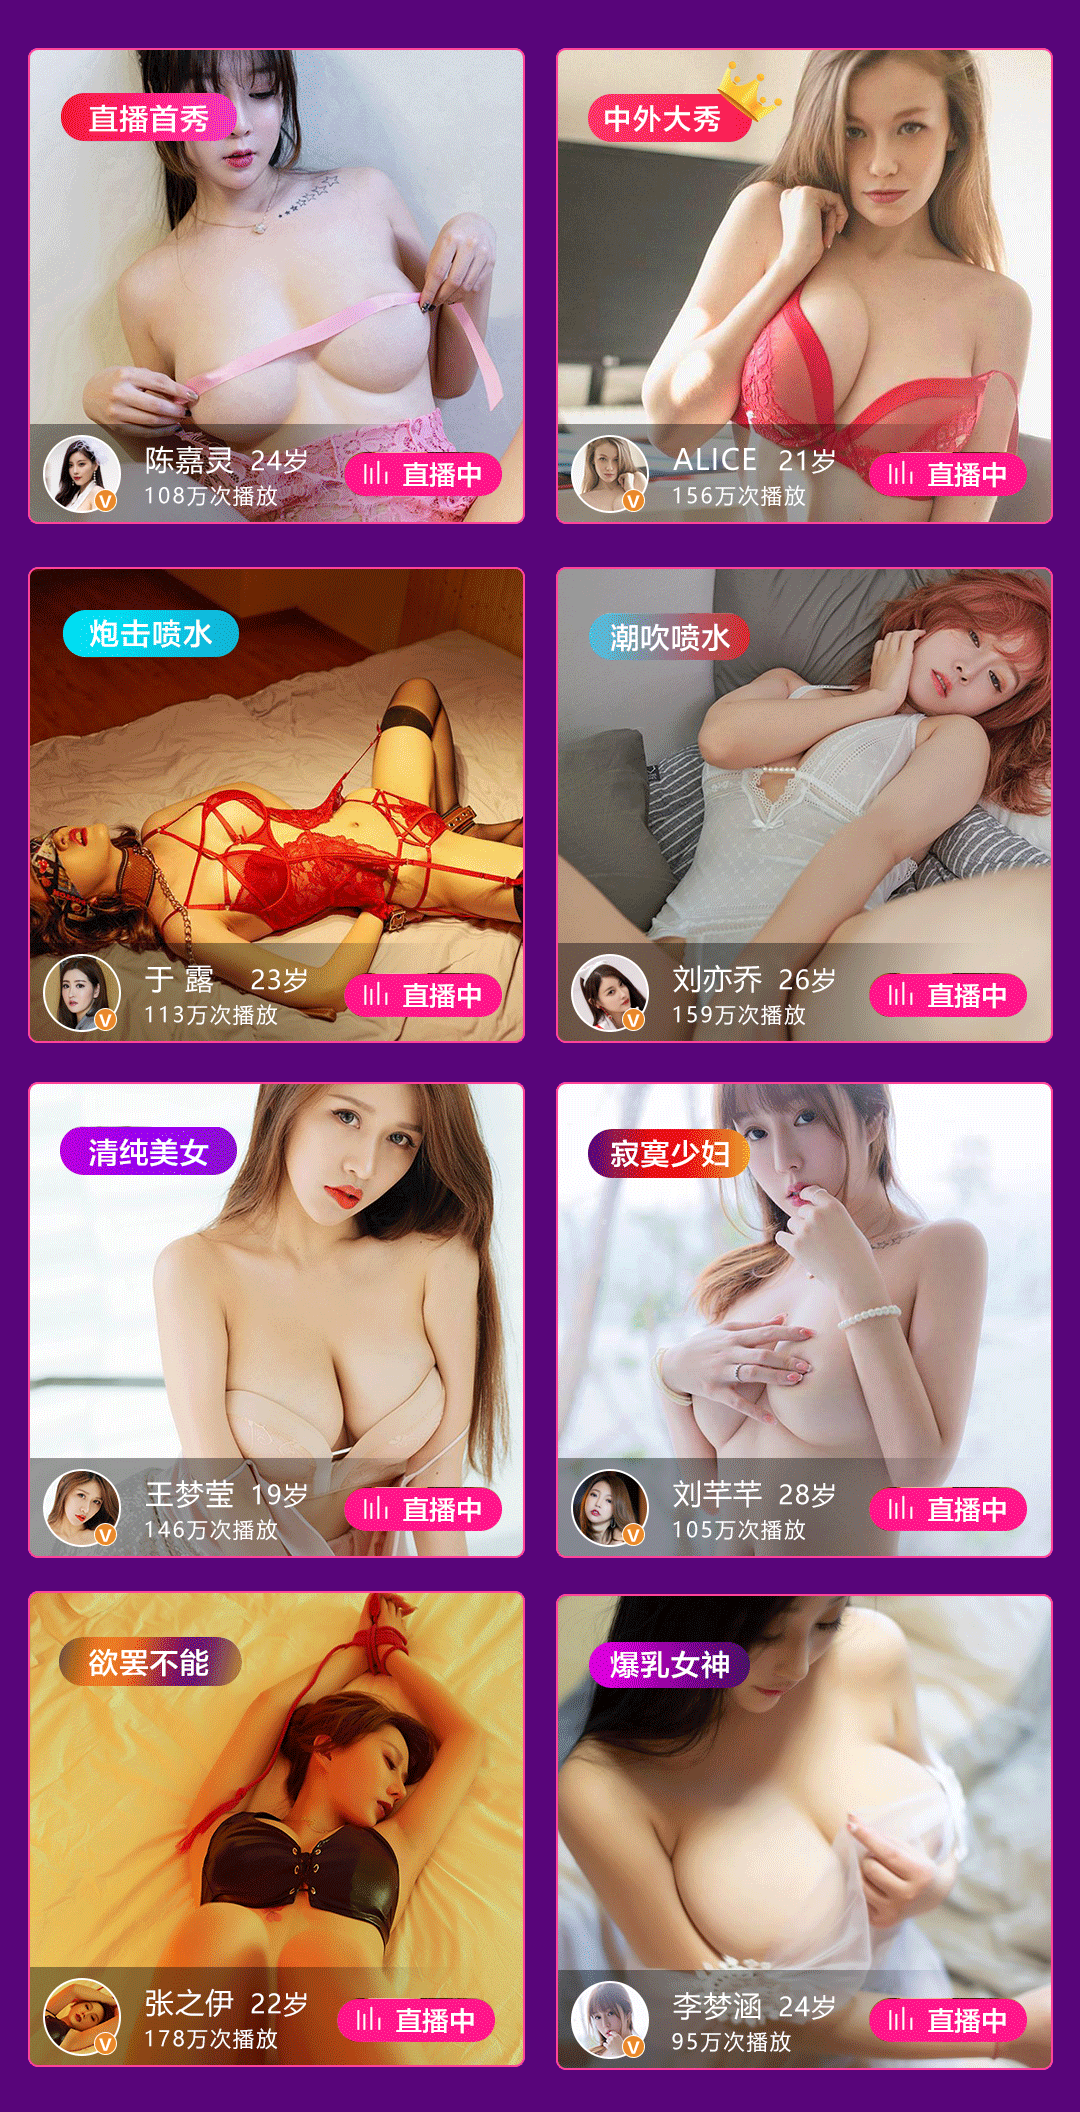 直播首秀
陈嘉灵 24岁
108万次播放
直播中
中外大秀
ALICE 21岁
156万次播放
直播中
炮击喷水
于 露 23岁
113万次播放
直播中
潮吹喷水
刘亦乔 26岁
159万次播放
直播中
清纯美女
王梦莹 19岁
146万次播放
直播中
寂寞少妇
刘芊芊 28岁
105万次播放
直播中
欲罢不能
张之伊 22岁
178万次播放
直播中
爆乳女神
李梦涵 24岁
95万次播放
直播中